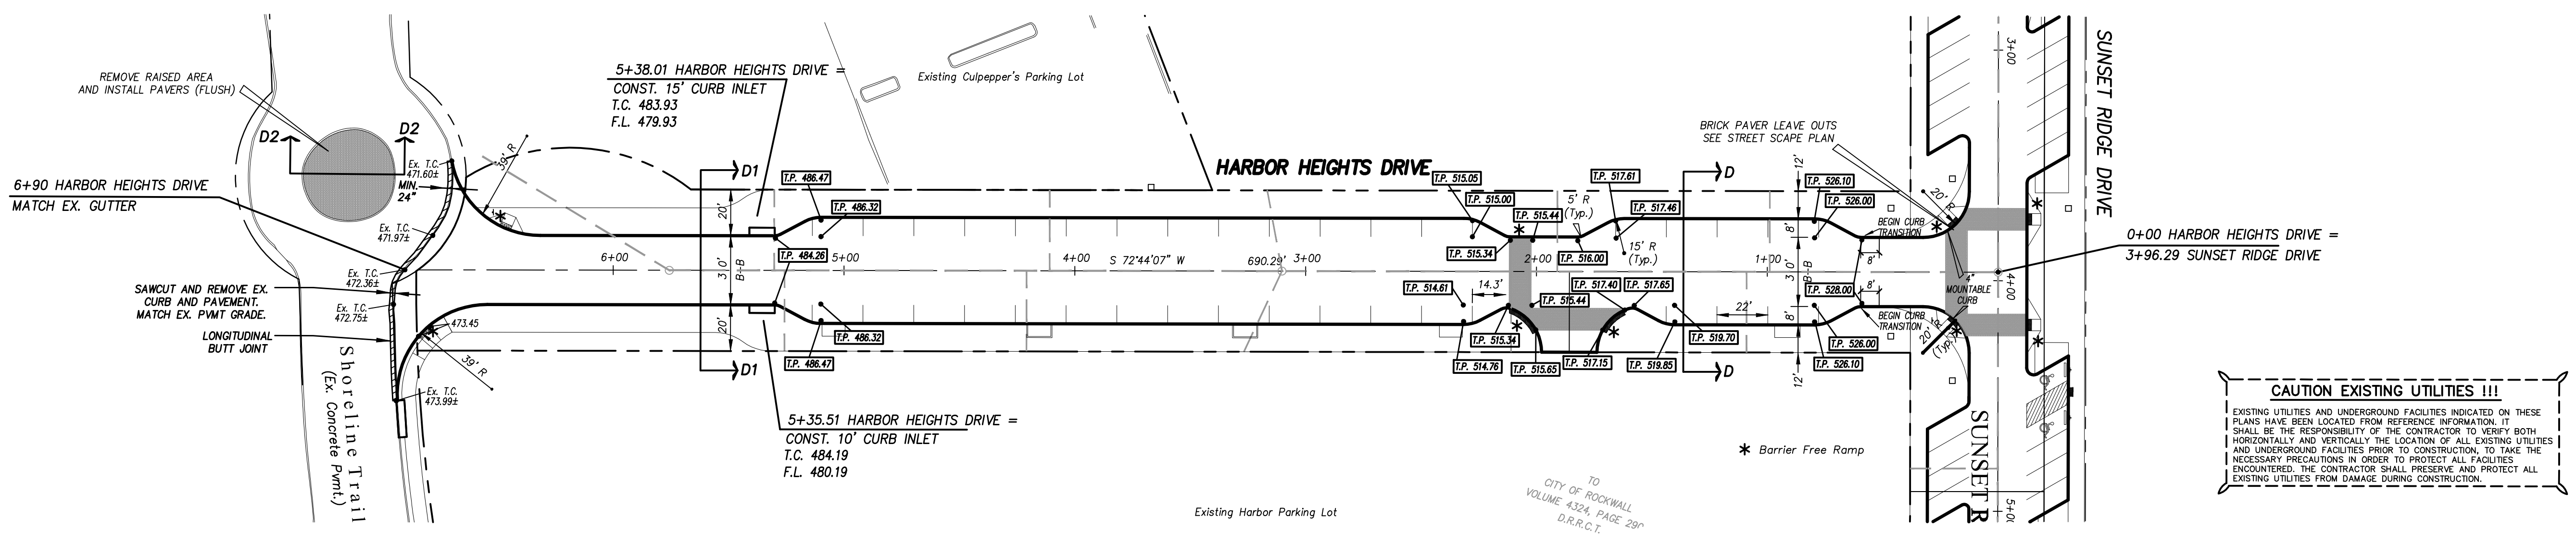 REMOVE RAISED AREA
AND INSTALL PAVERS (FLUSH)
D2
D2
6+90 HARBOR HEIGHTS DRIVE
MATCH EX. GUTTER
Ex. T.C.
471.60±
MIN.
24"
39' R
Ex. T.C.
471.97±
Ex. T.C.
472.36±
SAWCUT AND REMOVE EX.
CURB AND PAVEMENT.
MATCH EX. PVMT GRADE.
Ex. T.C.
472.75±
LONGITUDINAL
BUTT JOINT
473.45
39' R
Ex. T.C.
473.99±
Shoreline Trail
(Ex. Concrete Pvmt.)
5+38.01 HARBOR HEIGHTS DRIVE =
CONST. 15' CURB INLET
T.C. 483.93
F.L. 479.93
D1
D1
20'
30'
B-B
20'
T.P. 486.47
T.P. 486.32
T.P. 484.26
T.P. 486.32
T.P. 486.47
5+35.51 HARBOR HEIGHTS DRIVE =
CONST. 10' CURB INLET
T.C. 484.19
F.L. 480.19
Existing Culpepper's Parking Lot
HARBOR HEIGHTS DRIVE
6+00
5+00
4+00
S 72°44'07" W
690.29'
3+00
2+00
1+00
T.P. 515.05
T.P. 515.00
T.P. 515.44
T.P. 515.34
5' R
(Typ.)
T.P. 517.61
T.P. 517.46
T.P. 516.00
15' R
(Typ.)
T.P. 514.61
14.3'
T.P. 517.40
T.P. 517.65
T.P. 515.44
T.P. 515.34
T.P. 514.76
T.P. 515.65
T.P. 517.15
T.P. 519.85
T.P. 519.70
22'
D
D
12'
8'
30'
B-B
8'
12'
T.P. 526.10
T.P. 526.00
T.P. 528.00
T.P. 526.00
T.P. 526.10
BRICK PAVER LEAVE OUTS
SEE STREET SCAPE PLAN
BEGIN CURB
TRANSITION
8'
8'
BEGIN CURB
TRANSITION
20' R
4"
MOUNTABLE
CURB
20' R
(Typ.)
3+00
4+00
5+00
SUNSET RIDGE DRIVE
SUNSET R
0+00 HARBOR HEIGHTS DRIVE =
3+96.29 SUNSET RIDGE DRIVE
* Barrier Free Ramp
Existing Harbor Parking Lot
TO
CITY OF ROCKWALL
VOLUME 4324, PAGE 290
D.R.R.C.T.
CAUTION EXISTING UTILITIES !!!
EXISTING UTILITIES AND UNDERGROUND FACILITIES INDICATED ON THESE
PLANS HAVE BEEN LOCATED FROM REFERENCE INFORMATION. IT
SHALL BE THE RESPONSIBILITY OF THE CONTRACTOR TO VERIFY BOTH
HORIZONTALLY AND VERTICALLY THE LOCATION OF ALL EXISTING UTILITIES
AND UNDERGROUND FACILITIES PRIOR TO CONSTRUCTION, TO TAKE THE
NECESSARY PRECAUTIONS IN ORDER TO PROTECT ALL FACILITIES
ENCOUNTERED. THE CONTRACTOR SHALL PRESERVE AND PROTECT ALL
EXISTING UTILITIES FROM DAMAGE DURING CONSTRUCTION.